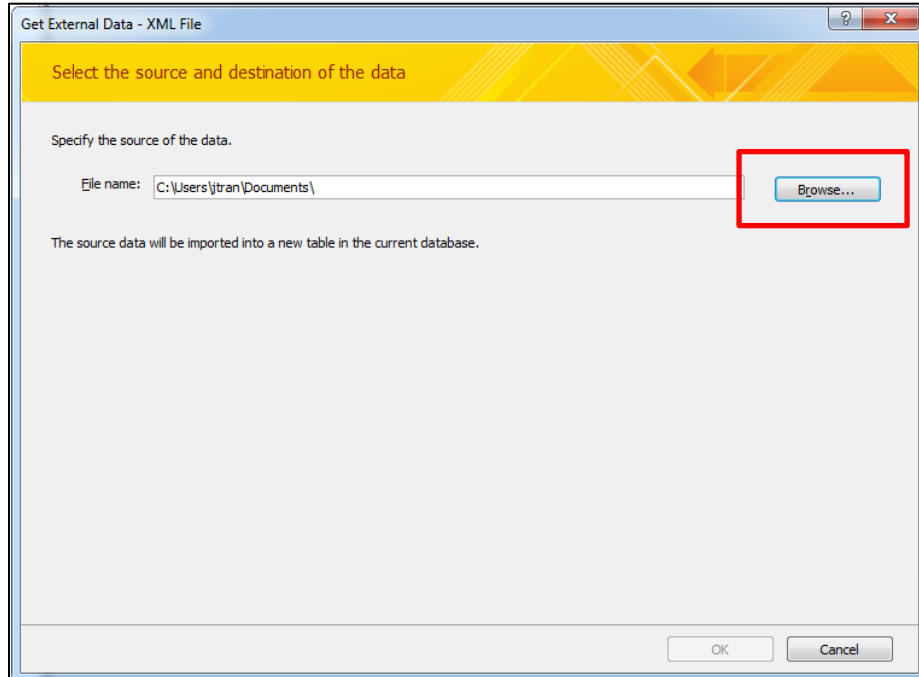 Get External Data - XML File
Select the source and destination of the data
Specify the source of the data.
File name: C:\Users\jtran\Documents\ Browse...
The source data will be imported into a new table in the current database.
OK Cancel